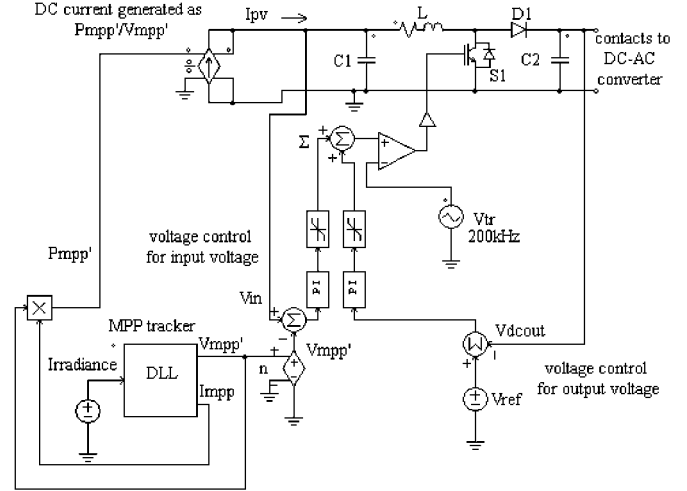 DC current generated as
Pmpp'/Vmpp'
Ipv
L
D1
C1
S1
C2
contacts to
DC-AC
converter
Σ
Σ
Vtr
200kHz
voltage control
for input voltage
Pmpp'
PI
PI
Vin
Σ
MPP tracker
Vmpp'
Vmpp'
n
Irradiance
DLL
Impp
Vdcout
Σ
voltage control
for output voltage
Vref